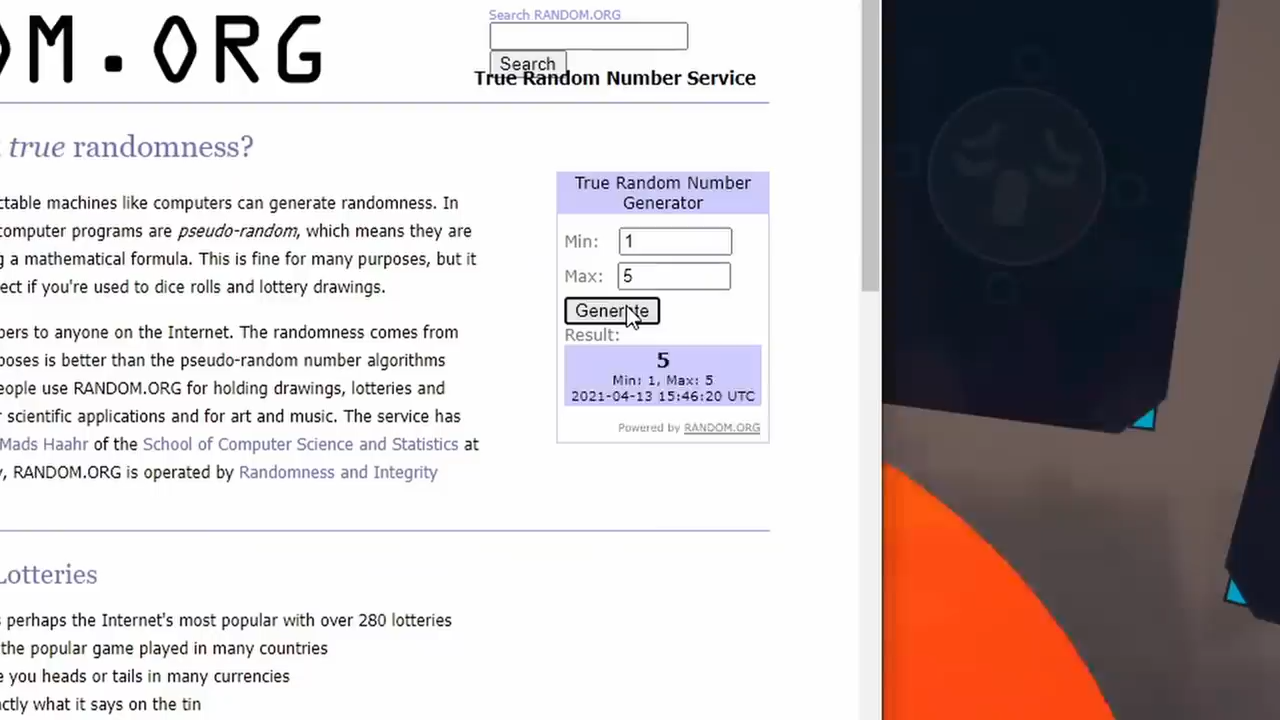 Search RANDOM.ORG
M.ORG
Search
True Random Number Service
true randomness?
True Random Number
Generator
ctable machines like computers can generate randomness. In
computer programs are pseudo-random, which means they are
g a mathematical formula. This is fine for many purposes, but it
ect if you're used to dice rolls and lottery drawings.
Min: 1
Max: 5
Generate
Result:
5
Min: 1, Max: 5
2021-04-13 15:46:20 UTC
Powered by RANDOM.ORG
bers to anyone on the Internet. The randomness comes from
poses is better than the pseudo-random number algorithms
eople use RANDOM.ORG for holding drawings, lotteries and
r scientific applications and for art and music. The service has
Mads Haahr of the School of Computer Science and Statistics at
y, RANDOM.ORG is operated by Randomness and Integrity
Lotteries
s perhaps the Internet's most popular with over 280 lotteries
the popular game played in many countries
e you heads or tails in many currencies
actly what it says on the tin